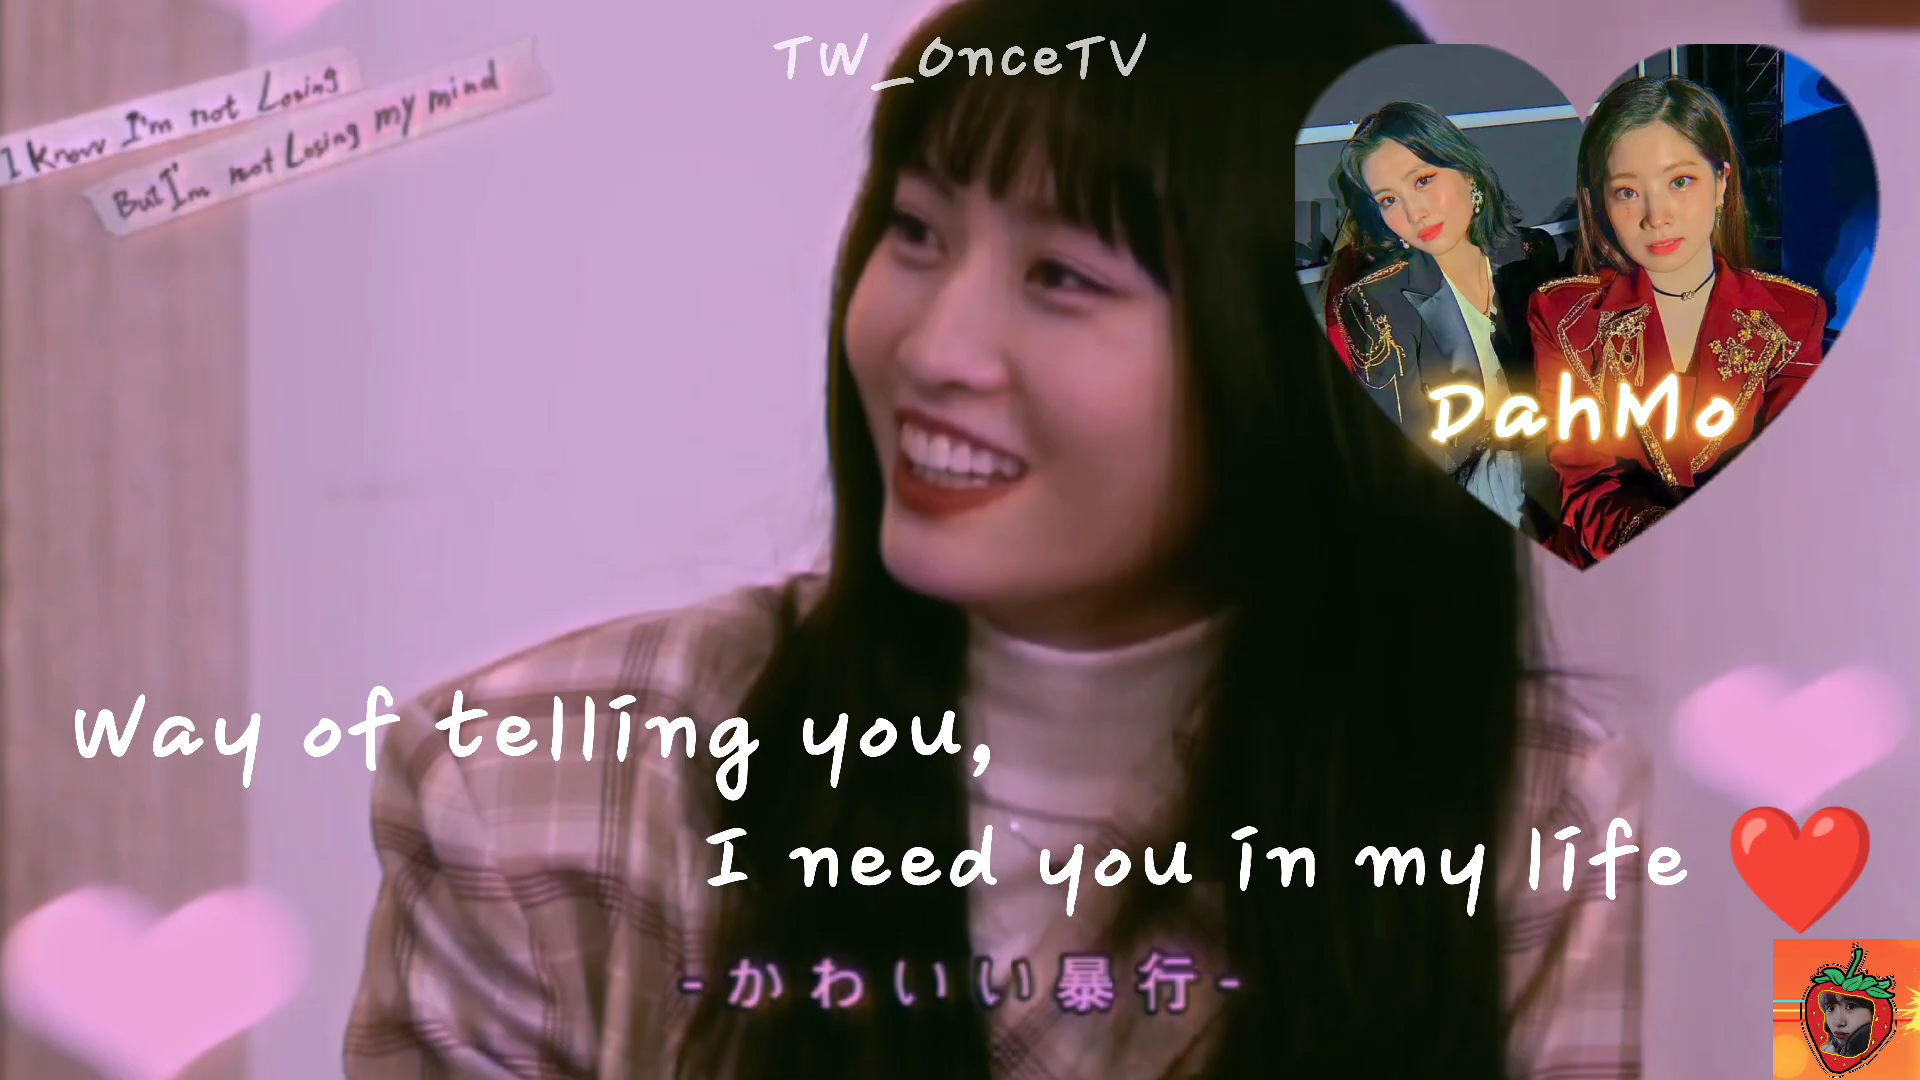 TW_OnceTV
I know I'm not Losing
But I'm not Losing my mind
DahMo
Way of telling you,
I need you in my life
-かわいい暴行-